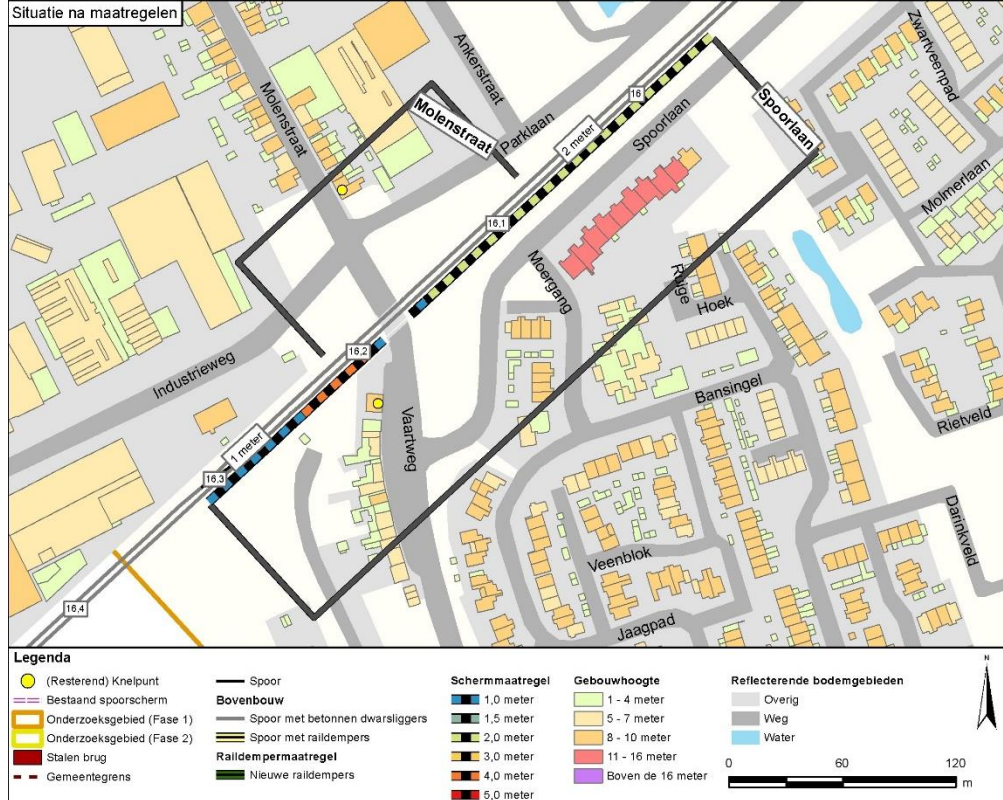 Situatie na maatregelen
Molenstraat
Ankerstraat
Zwartveenpad
Molenstraat
16
Spoorlaan
Parklaan
2 meter
Spoorlaan
Molmerlaan
16,1
Moergang
Ruige
Hoek
Industrieweg
16,2
Bansingel
Rietveld
Vaartweg
1 meter
16,3
Darinkveld
Veenblok
16,4
Jaagpad
Legenda
(Resterend) Knelpunt
Bestaand spoorscherm
Onderzoeksgebied (Fase 1)
Onderzoeksgebied (Fase 2)
Stalen brug
Gemeentegrens
Spoor
Bovenbouw
Spoor met betonnen dwarsliggers
Spoor met raildempers
Raildempermaatregel
Nieuwe raildempers
Schermmaatregel
1,0 meter
1,5 meter
2,0 meter
3,0 meter
4,0 meter
5,0 meter
Gebouwhoogte
1 - 4 meter
5 - 7 meter
8 - 10 meter
11 - 16 meter
Boven de 16 meter
Reflecterende bodemgebieden
Overig
Weg
Water
N
0 60 120
m